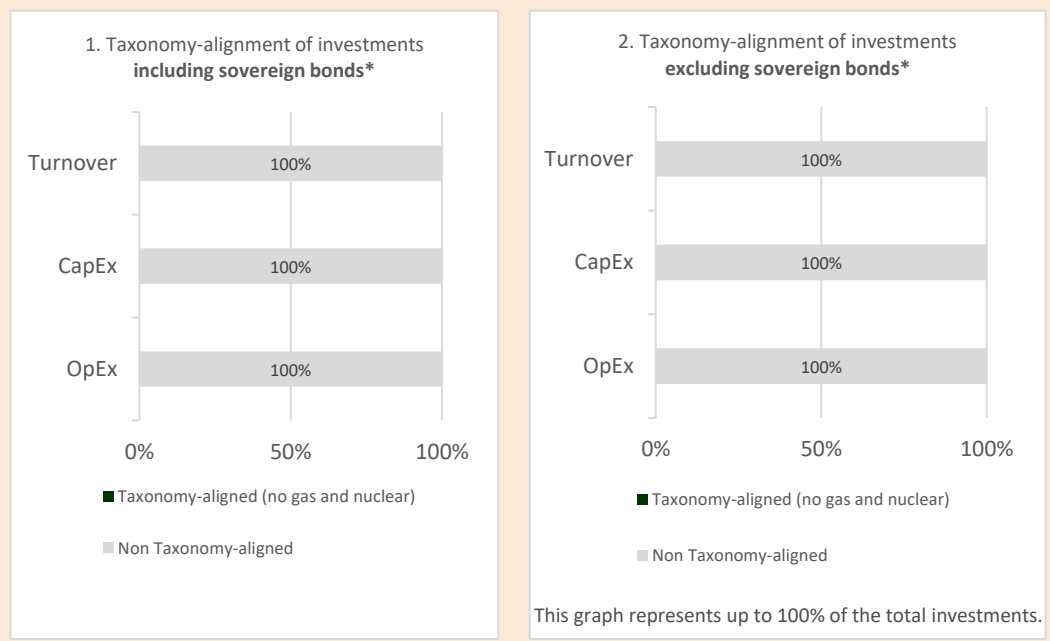 1. Taxonomy-alignment of investments
including sovereign bonds*
Turnover
100%
CapEx
100%
OpEx
100%
0%
50%
100%
Taxonomy-aligned (no gas and nuclear)
Non Taxonomy-aligned
2. Taxonomy-alignment of investments
excluding sovereign bonds*
Turnover
100%
CapEx
100%
OpEx
100%
0%
50%
100%
Taxonomy-aligned (no gas and nuclear)
Non Taxonomy-aligned
This graph represents up to 100% of the total investments.